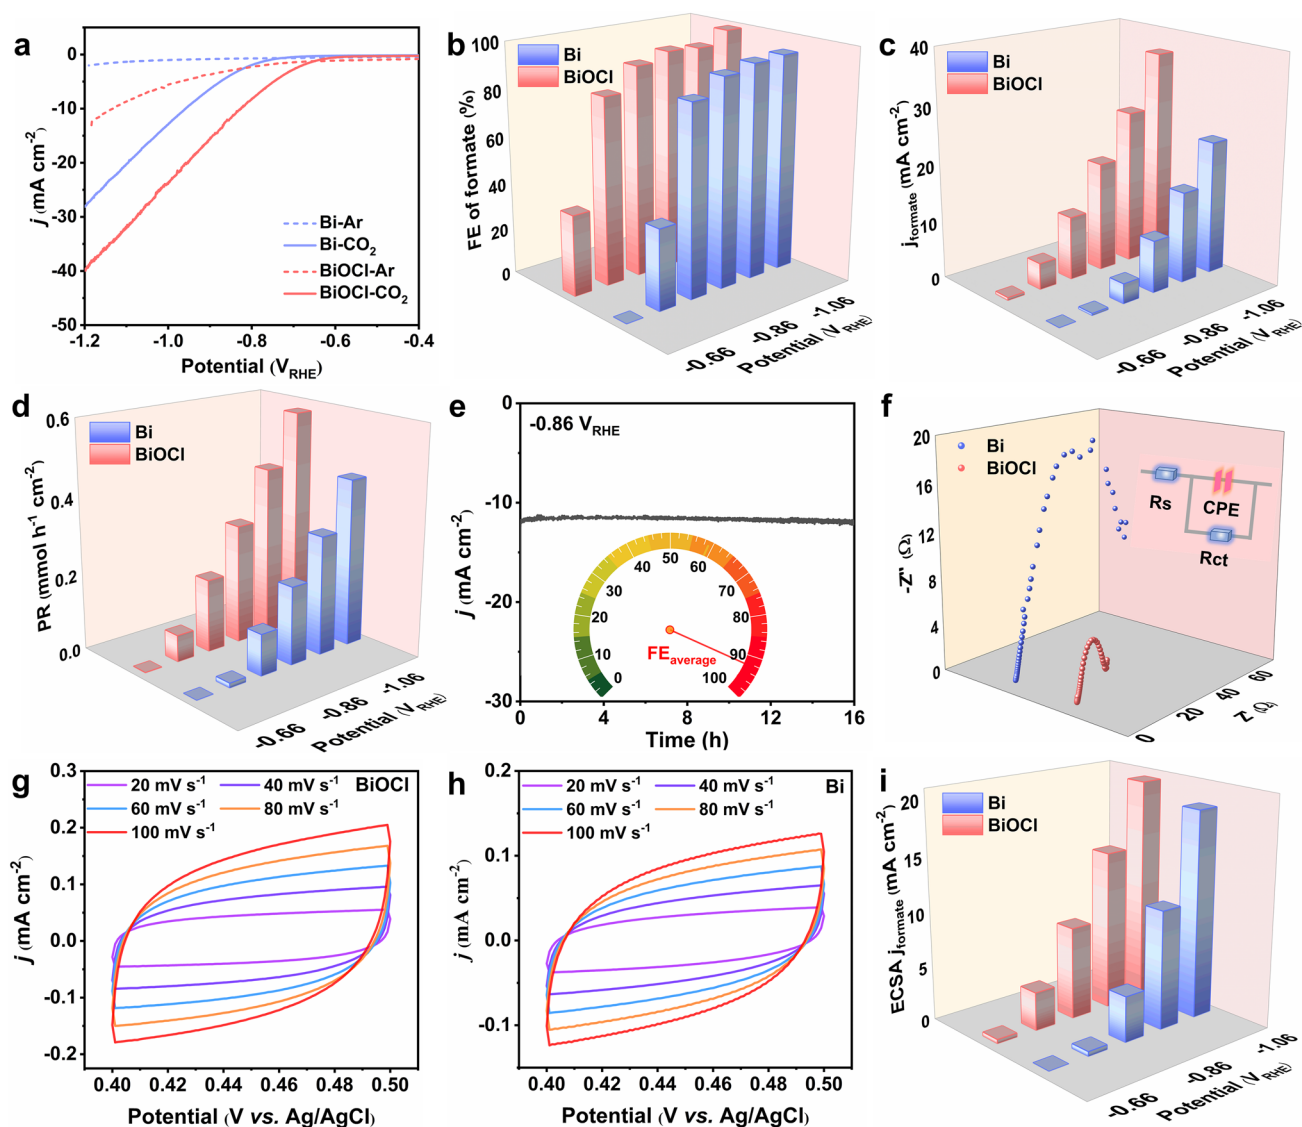 a
0
-10
-20
-30
-40
-50
-1.2
-1.0
-0.8
-0.6
-0.4
j (mA cm-2)
Potential (VRHE)
Bi-Ar
Bi-CO2
BiOCl-Ar
BiOCl-CO2
b
100
80
60
40
20
0
FE of formate (%)
Bi
BiOCl
-0.66
-0.86
-1.06
Potential (VRHE)
c
40
30
20
10
0
jformate (mA cm-2)
Bi
BiOCl
-0.66
-0.86
-1.06
Potential (VRHE)
d
0.6
0.4
0.2
0.0
PR (mmol h-1 cm-2)
Bi
BiOCl
-0.66
-0.86
-1.06
Potential (VRHE)
e
-0.86 VRHE
0
-10
-20
-30
j (mA cm-2)
0
4
8
12
16
Time (h)
0
10
20
30
40
50
60
70
80
90
100
FEaverage
f
Bi
BiOCl
20
16
12
8
4
0
-Z'' (Ω)
0
20
40
60
Z' (Ω)
Rs
CPE
Rct
g
20 mV s-1
40 mV s-1
60 mV s-1
80 mV s-1
100 mV s-1
BiOCl
0.3
0.2
0.1
0.0
-0.1
-0.2
j (mA cm-2)
0.40
0.42
0.44
0.46
0.48
0.50
Potential (V vs. Ag/AgCl)
h
20 mV s-1
40 mV s-1
60 mV s-1
80 mV s-1
100 mV s-1
Bi
0.2
0.1
0.0
-0.1
j (mA cm-2)
0.40
0.42
0.44
0.46
0.48
0.50
Potential (V vs. Ag/AgCl)
i
Bi
BiOCl
20
15
10
5
0
ECSA jformate (mA cm-2)
-0.66
-0.86
-1.06
Potential (VRHE)